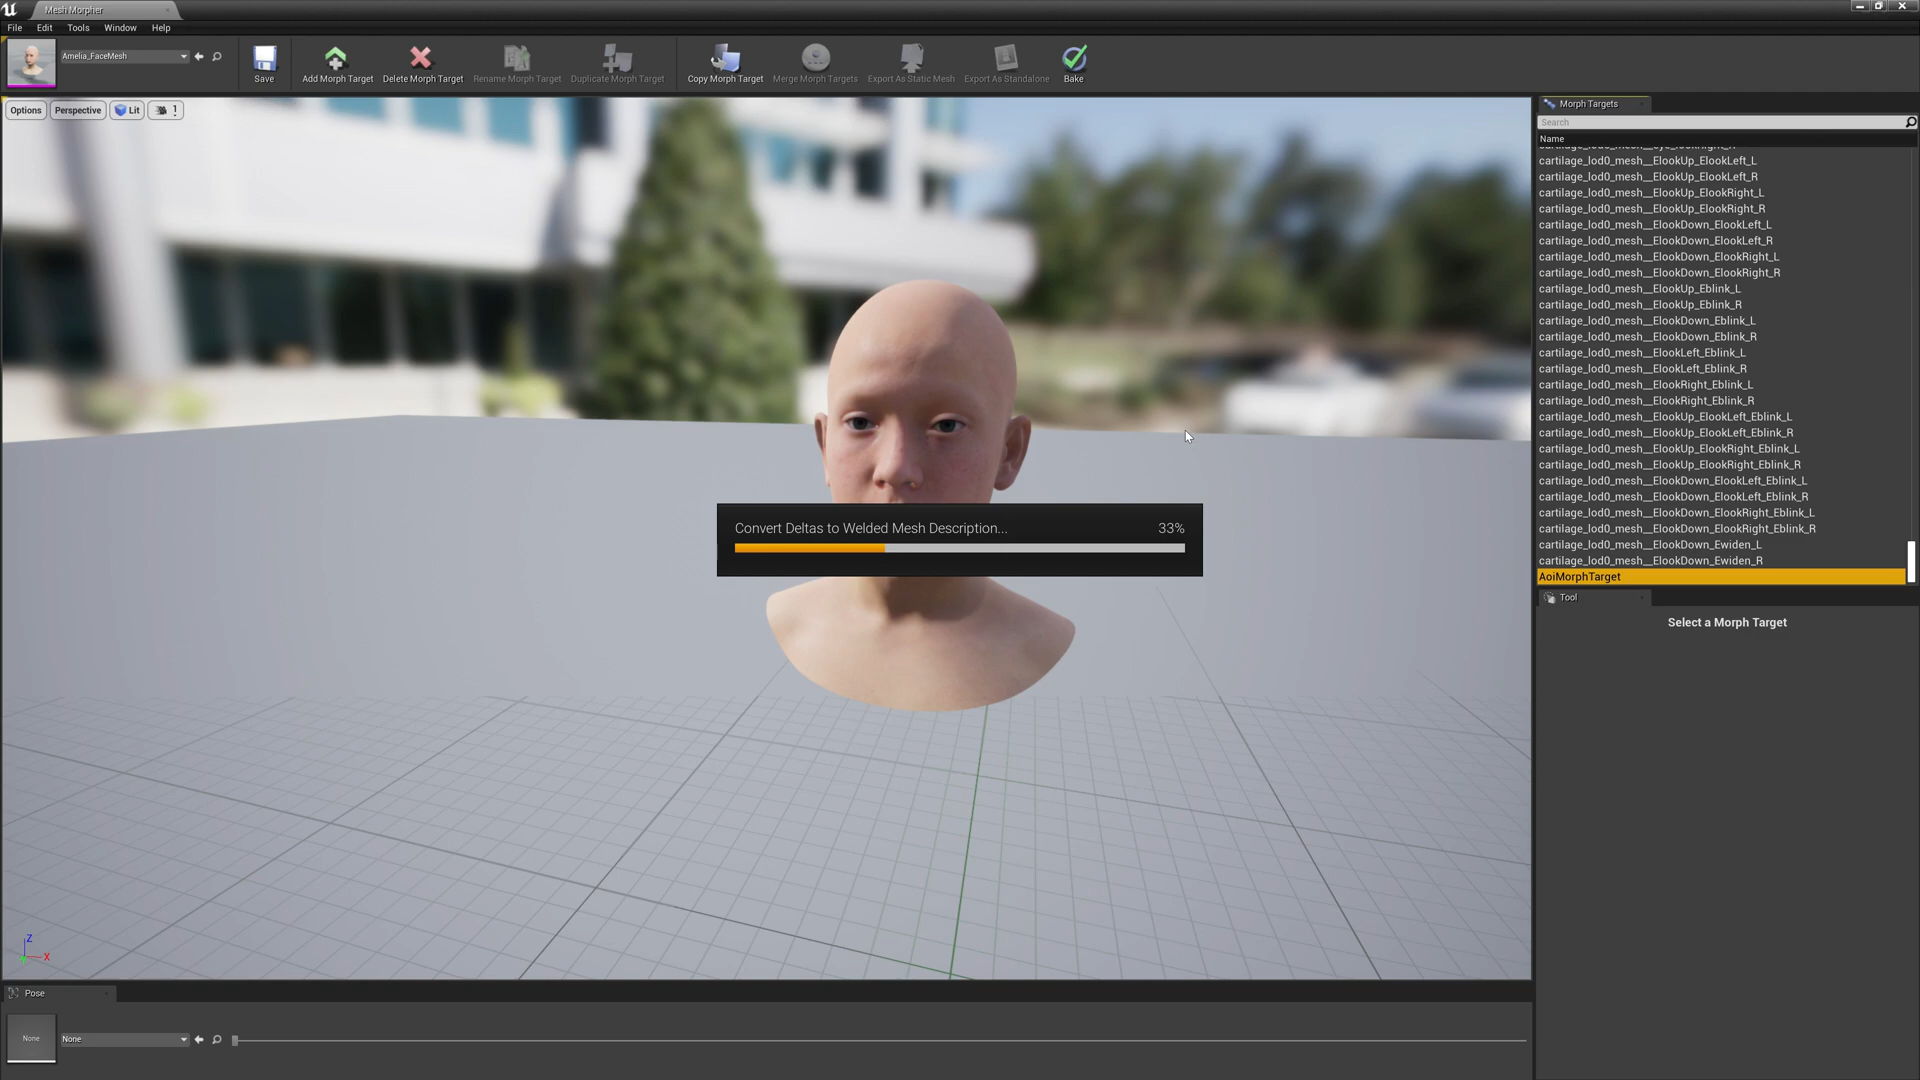 Mesh Morpher
File Edit Tools Window Help
Amelia_FaceMesh
Save
Add Morph Target
Delete Morph Target
Rename Morph Target
Duplicate Morph Target
Copy Morph Target
Merge Morph Targets
Export As Static Mesh
Export As Standalone
Bake
Options
Perspective
Lit
1
Convert Deltas to Welded Mesh Description... 33%
Z
X
Pose
None
None
Morph Targets
Search
Name
cartilage_lod0_mesh__ElookUp_ElookLeft_L
cartilage_lod0_mesh__ElookUp_ElookLeft_R
cartilage_lod0_mesh__ElookUp_ElookRight_L
cartilage_lod0_mesh__ElookUp_ElookRight_R
cartilage_lod0_mesh__ElookDown_ElookLeft_L
cartilage_lod0_mesh__ElookDown_ElookLeft_R
cartilage_lod0_mesh__ElookDown_ElookRight_L
cartilage_lod0_mesh__ElookDown_ElookRight_R
cartilage_lod0_mesh__ElookUp_Eblink_L
cartilage_lod0_mesh__ElookUp_Eblink_R
cartilage_lod0_mesh__ElookDown_Eblink_L
cartilage_lod0_mesh__ElookDown_Eblink_R
cartilage_lod0_mesh__ElookLeft_Eblink_L
cartilage_lod0_mesh__ElookLeft_Eblink_R
cartilage_lod0_mesh__ElookRight_Eblink_L
cartilage_lod0_mesh__ElookRight_Eblink_R
cartilage_lod0_mesh__ElookUp_ElookLeft_Eblink_L
cartilage_lod0_mesh__ElookUp_ElookLeft_Eblink_R
cartilage_lod0_mesh__ElookUp_ElookRight_Eblink_L
cartilage_lod0_mesh__ElookUp_ElookRight_Eblink_R
cartilage_lod0_mesh__ElookDown_ElookLeft_Eblink_L
cartilage_lod0_mesh__ElookDown_ElookLeft_Eblink_R
cartilage_lod0_mesh__ElookDown_ElookRight_Eblink_L
cartilage_lod0_mesh__ElookDown_ElookRight_Eblink_R
cartilage_lod0_mesh__ElookDown_Ewiden_L
cartilage_lod0_mesh__ElookDown_Ewiden_R
AoiMorphTarget
Tool
Select a Morph Target